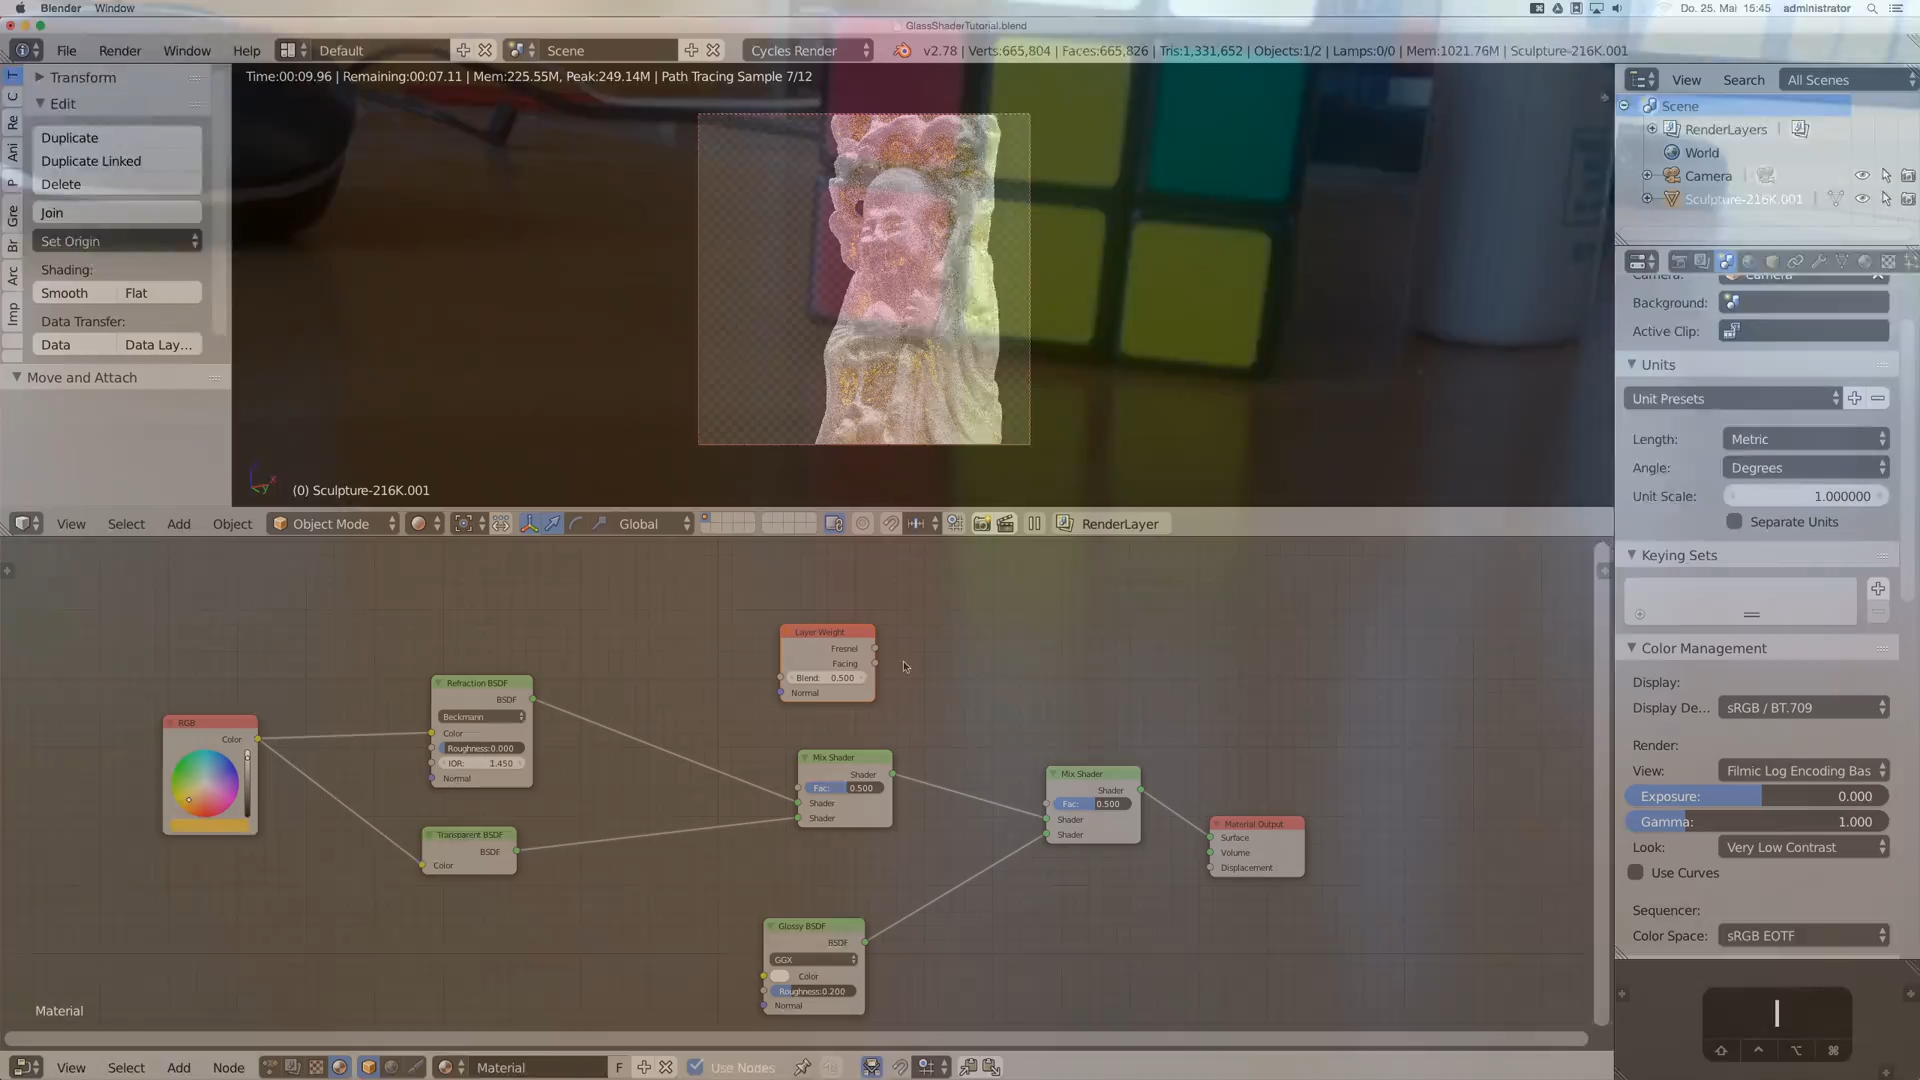 Blender Window
Do. 25. Mai 15:45 administrator
GlassShaderTutorial.blend
File Render Window Help Default Scene Cycles Render v2.78 | Verts:665,804 | Faces:665,826 | Tris:1,331,652 | Objects:1/2 | Lamps:0/0 | Mem:1021.76M | Sculpture-216K.001
Time:00:09.96 | Remaining:00:07.11 | Mem:225.55M, Peak:249.14M | Path Tracing Sample 7/12
T
C
Re
Ani
P
Gre
Br
Arc
Imp
Transform
Edit
Duplicate
Duplicate Linked
Delete
Join
Set Origin
Shading:
Smooth Flat
Data Transfer:
Data Data Lay...
Move and Attach
(0) Sculpture-216K.001
View Select Add Object Object Mode Global RenderLayer
View Search All Scenes
Scene
RenderLayers
World
Camera
Sculpture-216K.001
Camera: Camera
Background:
Active Clip:
Units
Unit Presets
Length: Metric
Angle: Degrees
Unit Scale: 1.000000
Separate Units
Keying Sets
Color Management
Display:
Display De... sRGB / BT.709
Render:
View: Filmic Log Encoding Bas
Exposure: 0.000
Gamma: 1.000
Look: Very Low Contrast
Use Curves
Sequencer:
Color Space: sRGB EOTF
RGB
Color
Refraction BSDF
BSDF
Beckmann
Color
Roughness:0.000
IOR: 1.450
Normal
Transparent BSDF
BSDF
Color
Layer Weight
Fresnel
Facing
Blend: 0.500
Normal
Mix Shader
Shader
Fac: 0.500
Shader
Shader
Glossy BSDF
BSDF
GGX
Color
Roughness:0.200
Normal
Mix Shader
Shader
Fac: 0.500
Shader
Shader
Material Output
Surface
Volume
Displacement
Material
View Select Add Node Material F Use Nodes